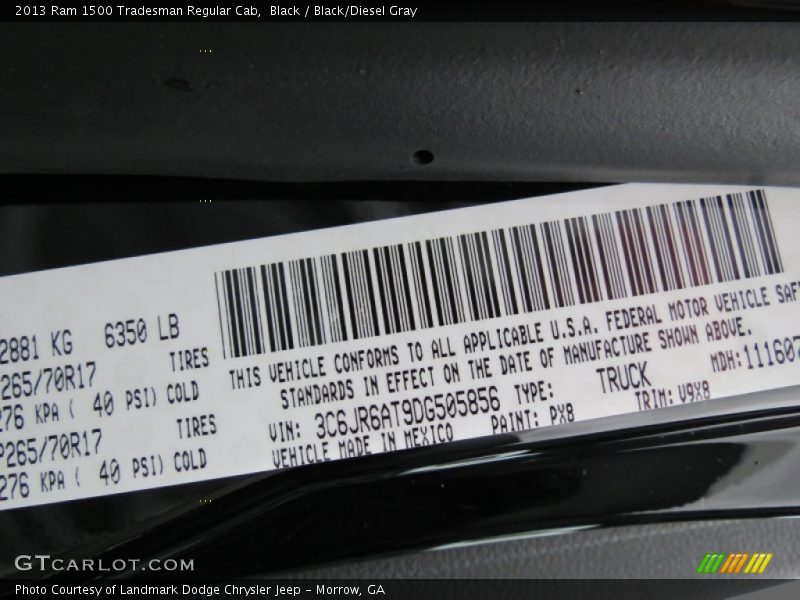 2013 Ram 1500 Tradesman Regular Cab,  Black / Black/Diesel Gray
2881 KG 6350 LB
265/70R17 TIRES
276 KPA ( 40 PSI) COLD
P265/70R17 TIRES
276 KPA ( 40 PSI) COLD
THIS VEHICLE CONFORMS TO ALL APPLICABLE U.S.A. FEDERAL MOTOR VEHICLE SAF
STANDARDS IN EFFECT ON THE DATE OF MANUFACTURE SHOWN ABOVE.
VIN: 3C6JR6AT9DG505856 TYPE: TRUCK MDH: 111607
VEHICLE MADE IN MEXICO PAINT: PX8 TRIM: V9X8
GTCARLOT.COM
Photo Courtesy of Landmark Dodge Chrysler Jeep - Morrow, GA